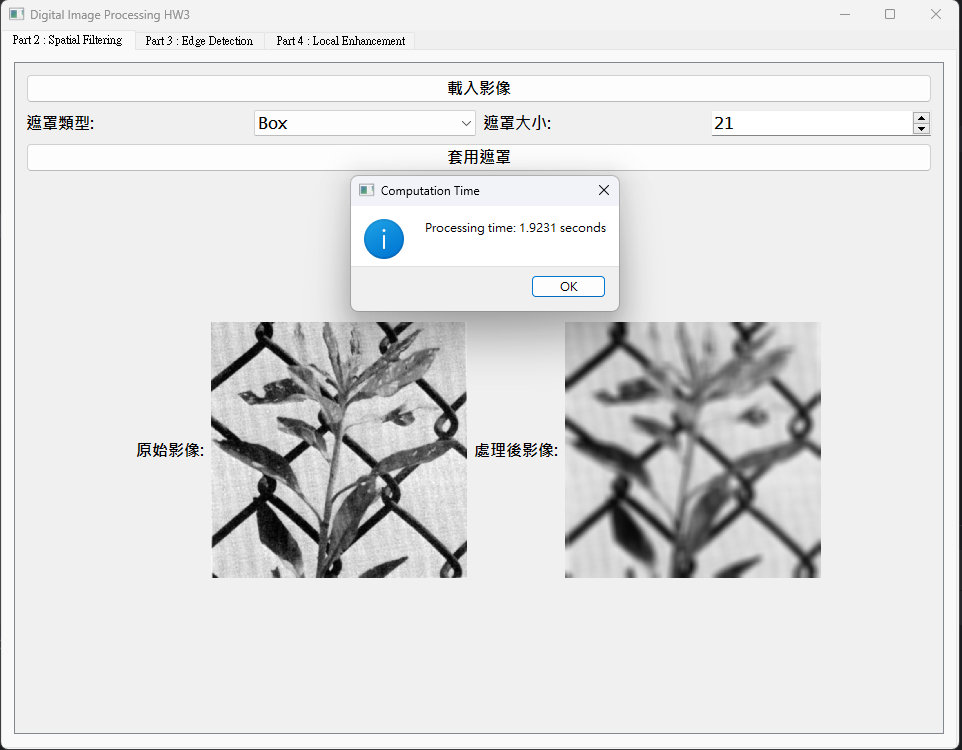 Digital Image Processing HW3
Part 2 : Spatial Filtering Part 3 : Edge Detection Part 4 : Local Enhancement
載入影像
遮罩類型: Box 遮罩大小: 21
套用遮罩
Computation Time
Processing time: 1.9231 seconds
OK
原始影像: 處理後影像: